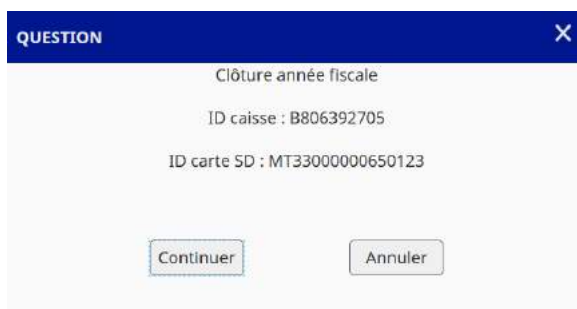 QUESTION
Clôture année fiscale
ID caisse : B806392705
ID carte SD : MT33000000650123
Continuer
Annuler